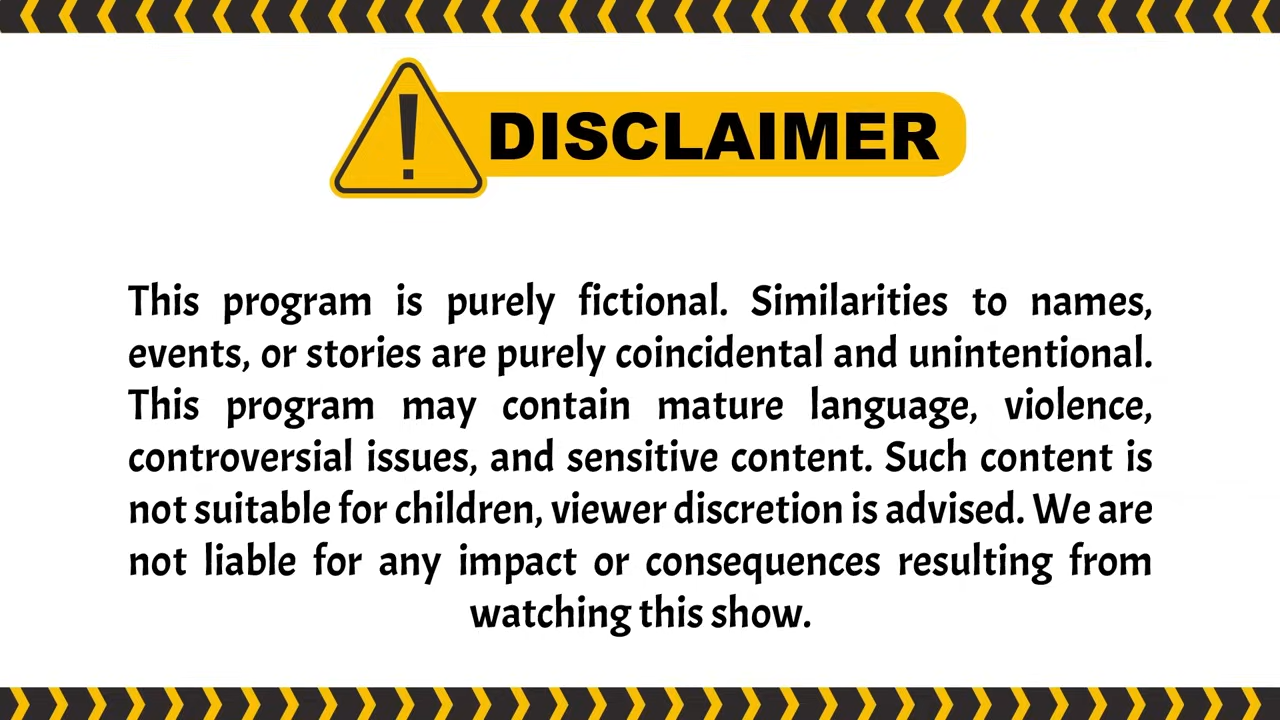 DISCLAIMER
This program is purely fictional. Similarities to names,
events, or stories are purely coincidental and unintentional.
This program may contain mature language, violence,
controversial issues, and sensitive content. Such content is
not suitable for children, viewer discretion is advised. We are
not liable for any impact or consequences resulting from
watching this show.